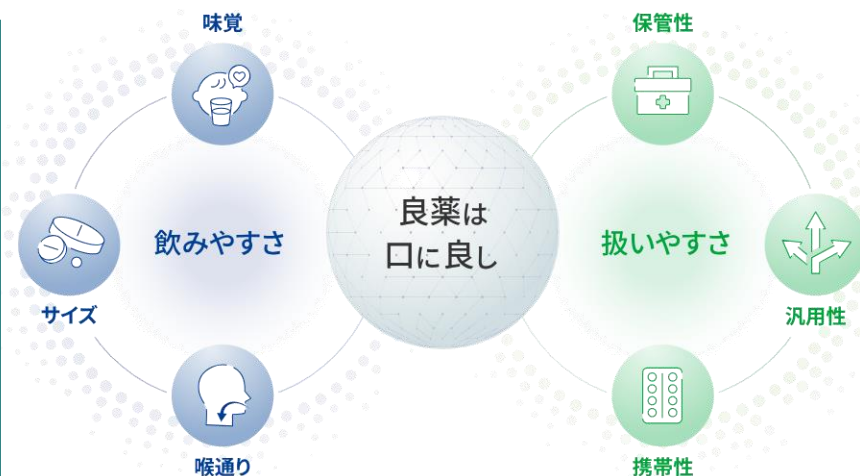 味覚
保管性
良薬は
口に良し
飲みやすさ
扱いやすさ
サイズ
汎用性
喉通り
携帯性